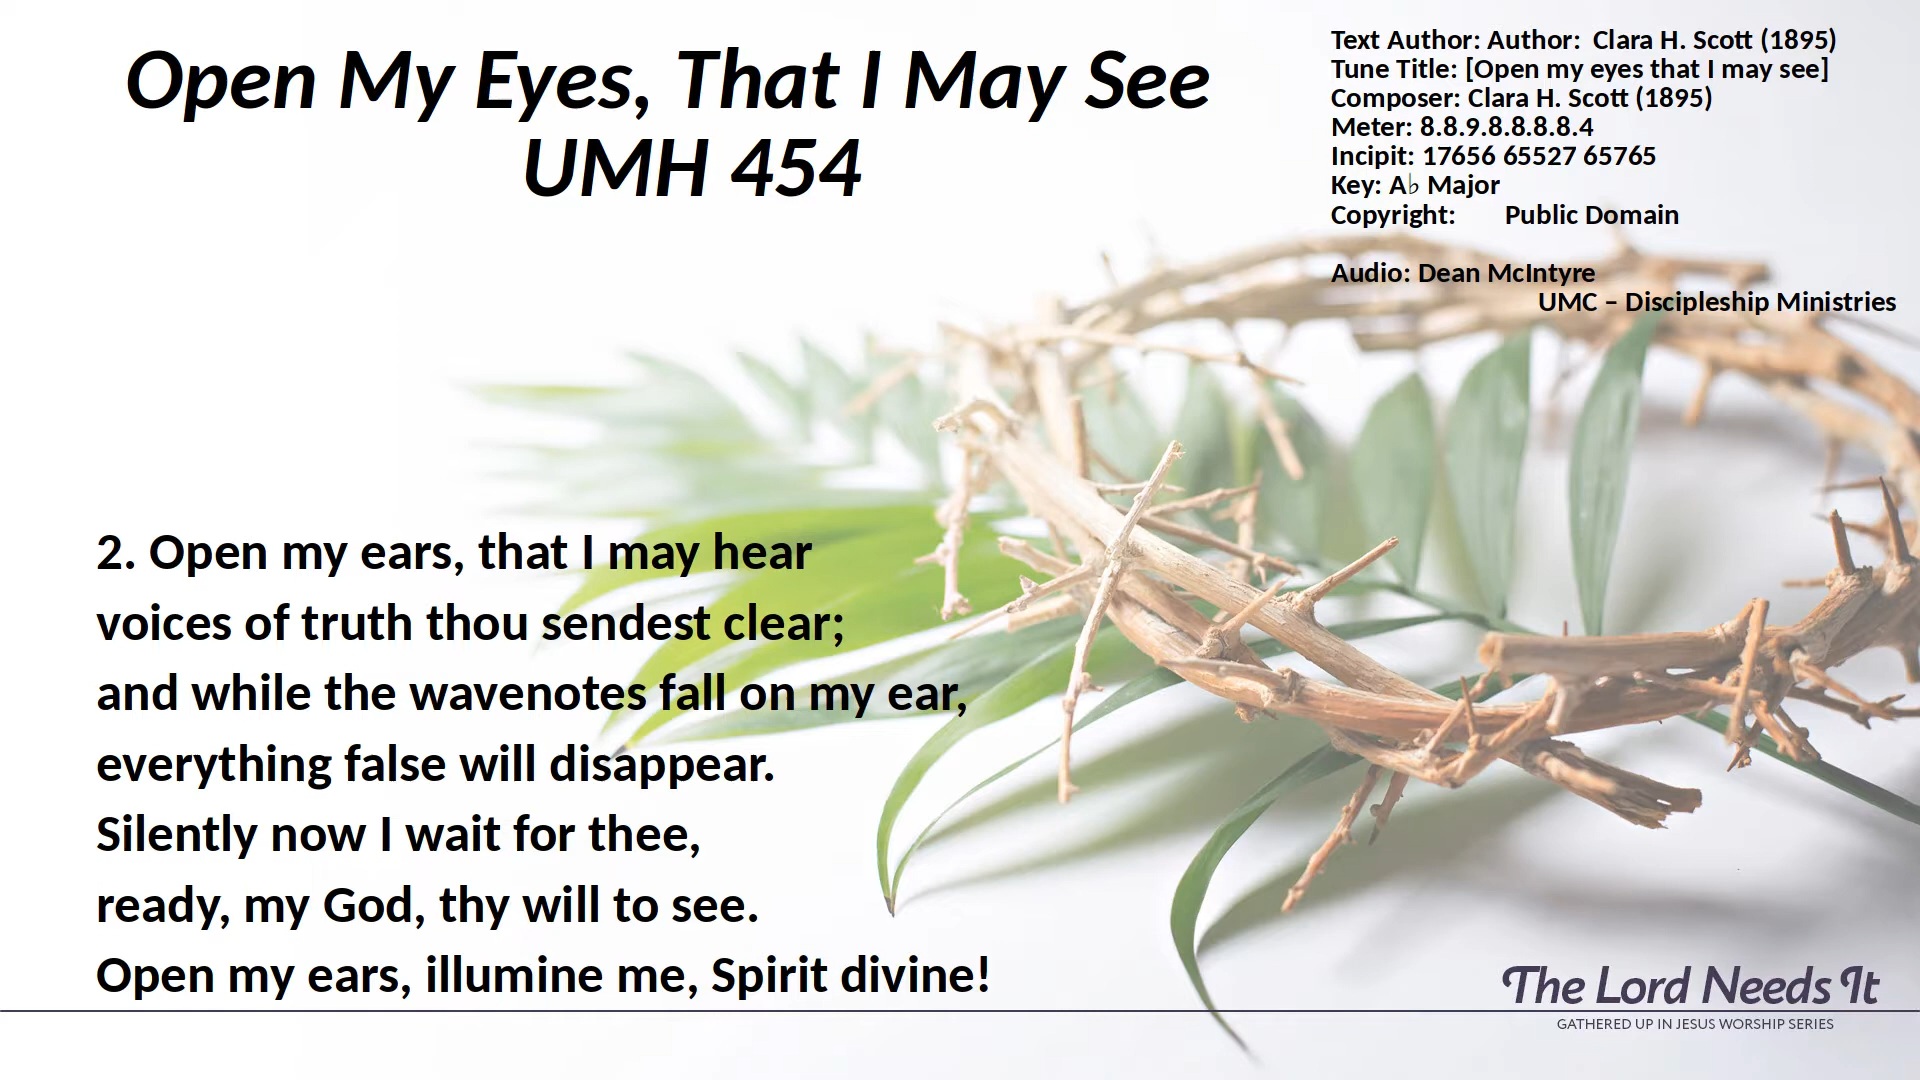 Open My Eyes, That I May See
UMH 454
Text Author: Author:  Clara H. Scott (1895)
Tune Title: [Open my eyes that I may see]
Composer: Clara H. Scott (1895)
Meter: 8.8.9.8.8.8.8.4
Incipit: 17656 65527 65765
Key: A♭ Major
Copyright: Public Domain
Audio: Dean McIntyre
UMC – Discipleship Ministries
2. Open my ears, that I may hear
voices of truth thou sendest clear;
and while the wavenotes fall on my ear,
everything false will disappear.
Silently now I wait for thee,
ready, my God, thy will to see.
Open my ears, illumine me, Spirit divine!
The Lord Needs It
GATHERED UP IN JESUS WORSHIP SERIES